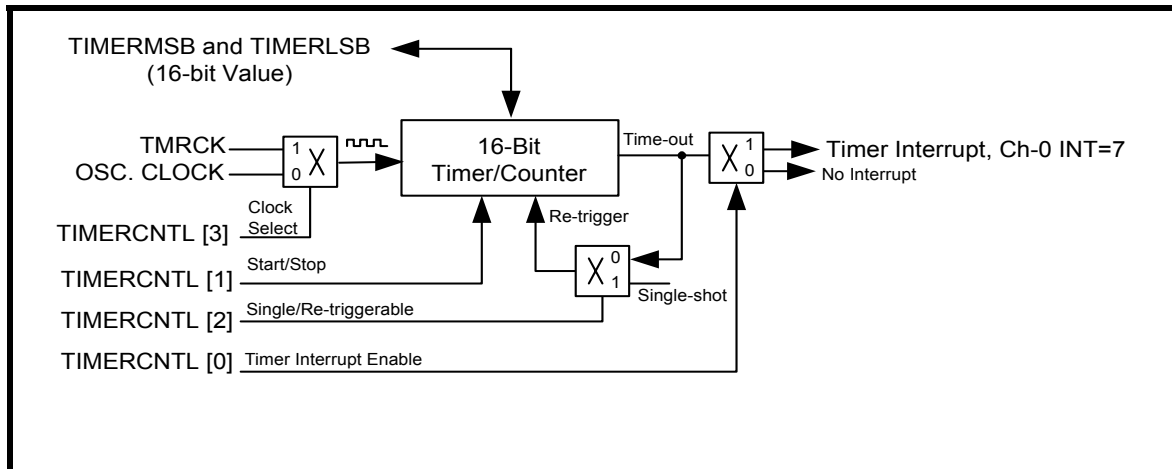 TIMERMSB and TIMERLSB
(16-bit Value)
TMRCK
OSC. CLOCK
1
0
X
Clock
Select
TIMERCNTL [3]
16-Bit
Timer/Counter
Time-out
X
1
0
Timer Interrupt, Ch-0 INT=7
No Interrupt
Re-trigger
X
0
1
Single-shot
TIMERCNTL [1]
Start/Stop
TIMERCNTL [2]
Single/Re-triggerable
TIMERCNTL [0]
Timer Interrupt Enable